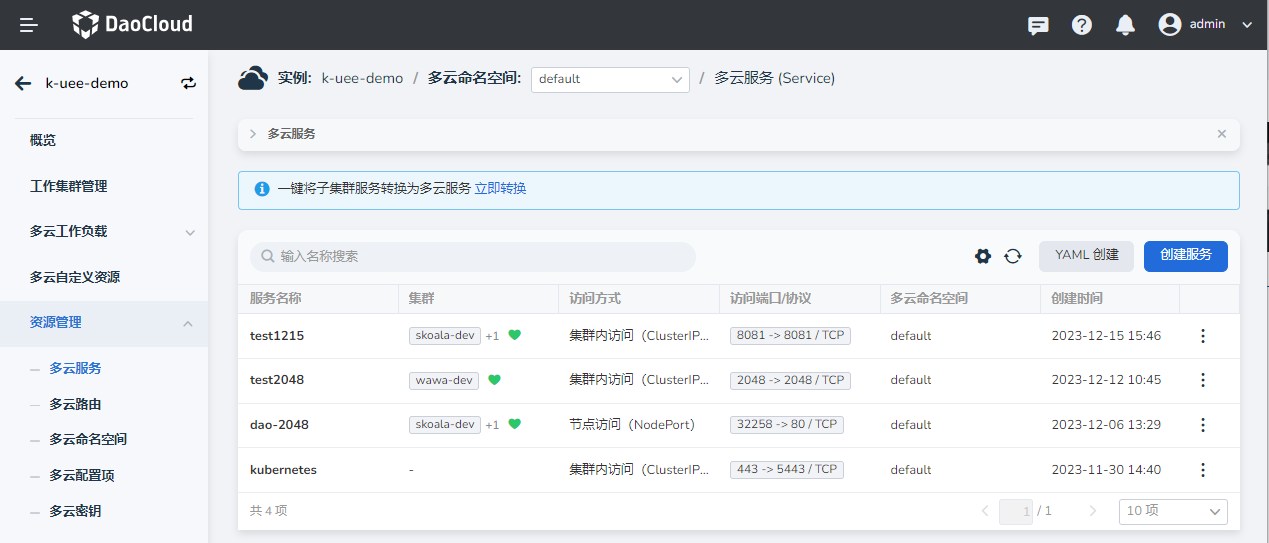 DaoCloud
admin
k-uee-demo
概览
工作集群管理
多云工作负载
多云自定义资源
资源管理
多云服务
多云路由
多云命名空间
多云配置项
多云密钥
实例: k-uee-demo / 多云命名空间: default / 多云服务 (Service)
多云服务
一键将子集群服务转换为多云服务 立即转换
输入名称搜索 YAML 创建 创建服务
服务名称 集群 访问方式 访问端口/协议 多云命名空间 创建时间
test1215 skoala-dev +1 集群内访问（ClusterIP... 8081 -> 8081 / TCP default 2023-12-15 15:46
test2048 wawa-dev 集群内访问（ClusterIP... 2048 -> 2048 / TCP default 2023-12-12 10:45
dao-2048 skoala-dev +1 节点访问（NodePort） 32258 -> 80 / TCP default 2023-12-06 13:29
kubernetes - 集群内访问（ClusterIP... 443 -> 5443 / TCP default 2023-11-30 14:40
共 4 项 1 / 1 10 项